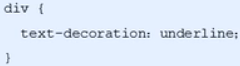 div {
  text-decoration: underline;
}